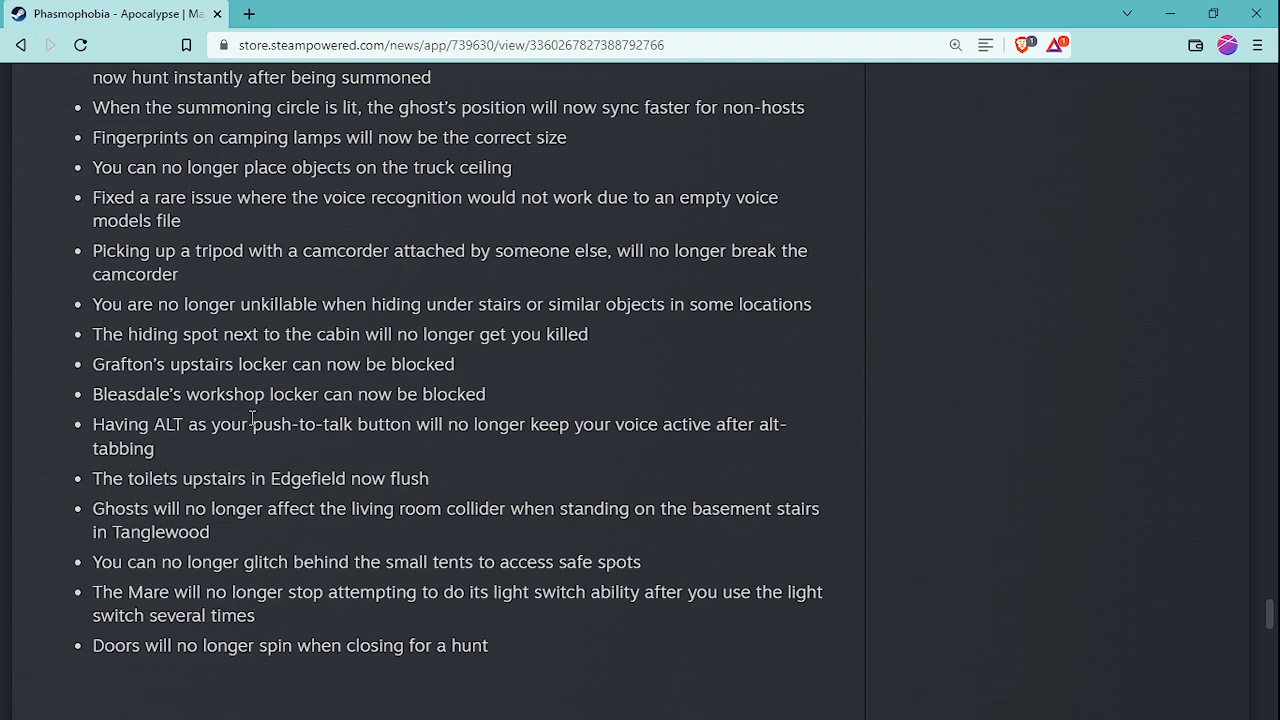 Phasmophobia - Apocalypse | Ma
store.steampowered.com/news/app/739630/view/3360267827388792766
1
1
now hunt instantly after being summoned
• When the summoning circle is lit, the ghost's position will now sync faster for non-hosts
• Fingerprints on camping lamps will now be the correct size
• You can no longer place objects on the truck ceiling
• Fixed a rare issue where the voice recognition would not work due to an empty voice
models file
• Picking up a tripod with a camcorder attached by someone else, will no longer break the
camcorder
• You are no longer unkillable when hiding under stairs or similar objects in some locations
• The hiding spot next to the cabin will no longer get you killed
• Grafton's upstairs locker can now be blocked
• Bleasdale's workshop locker can now be blocked
• Having ALT as your push-to-talk button will no longer keep your voice active after alt-
tabbing
• The toilets upstairs in Edgefield now flush
• Ghosts will no longer affect the living room collider when standing on the basement stairs
in Tanglewood
• You can no longer glitch behind the small tents to access safe spots
• The Mare will no longer stop attempting to do its light switch ability after you use the light
switch several times
• Doors will no longer spin when closing for a hunt